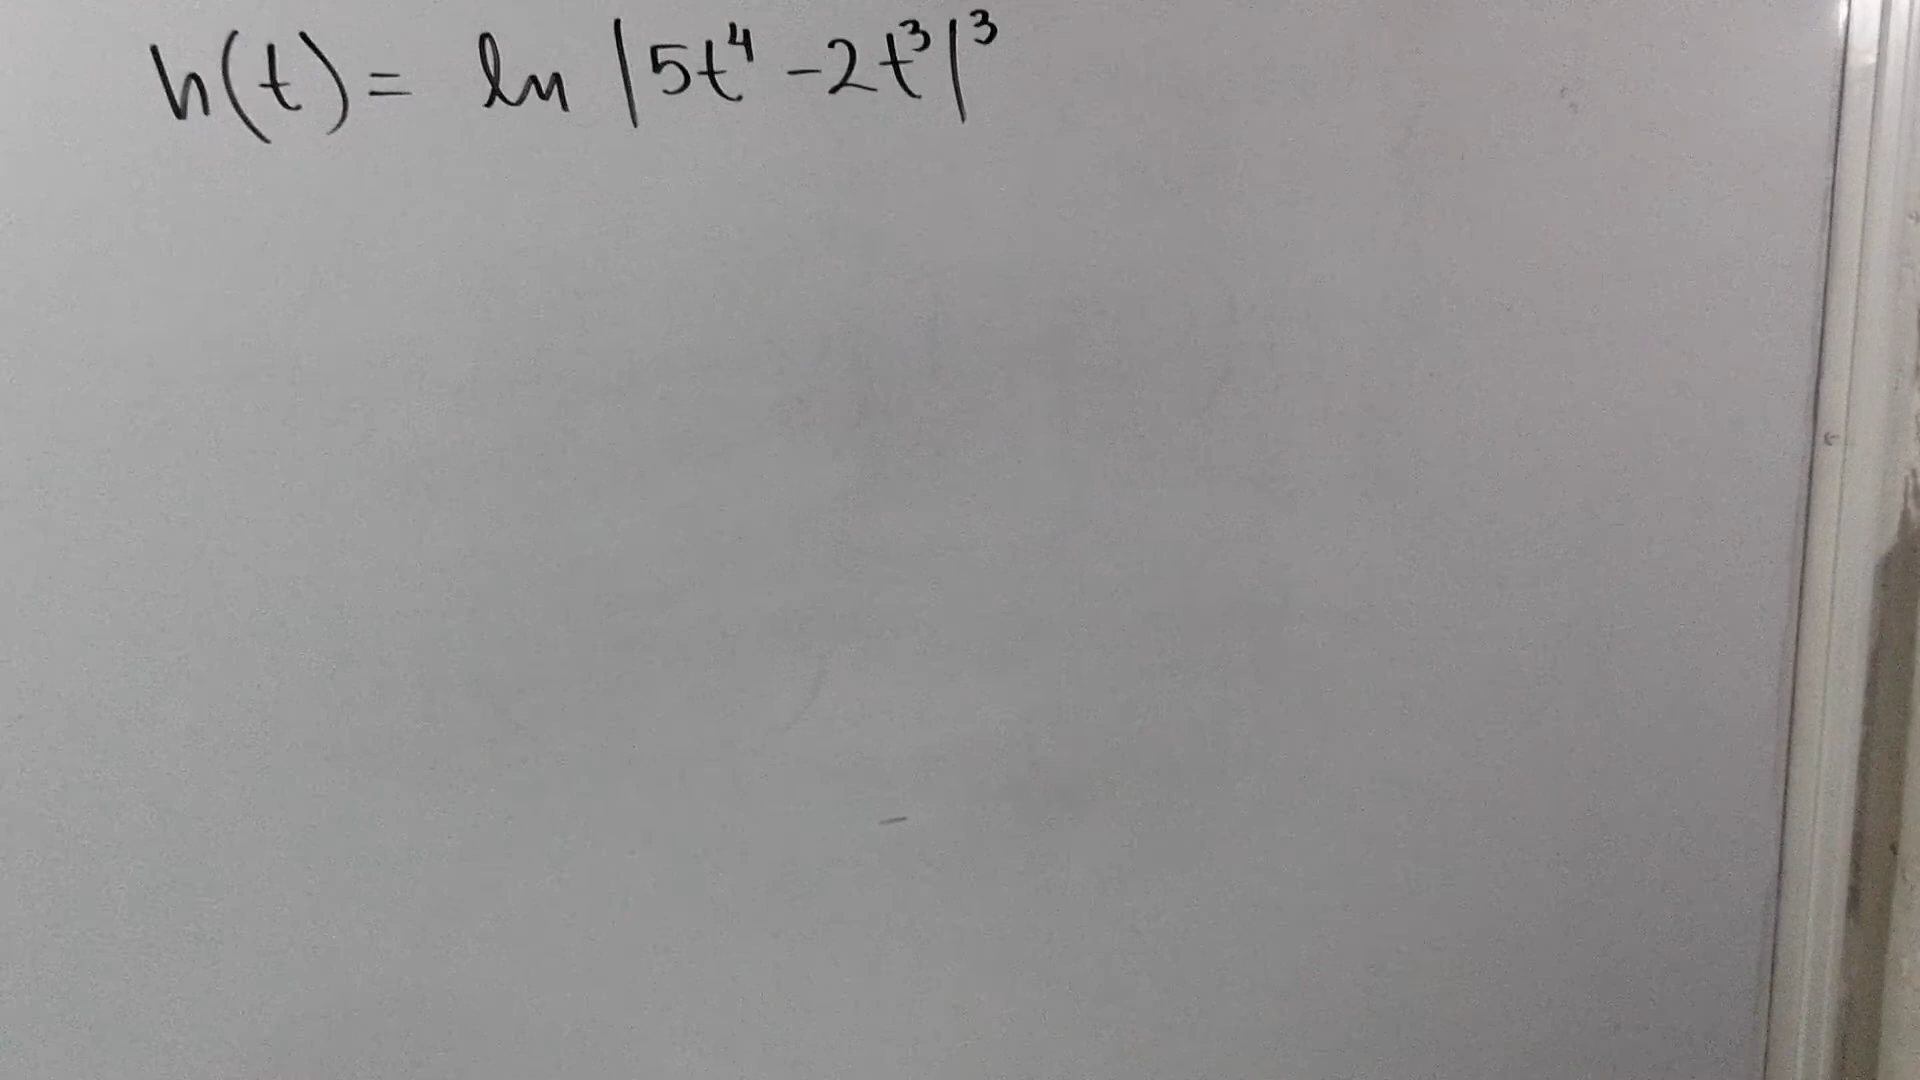 h(t) = ln |5t⁴ - 2t³|³